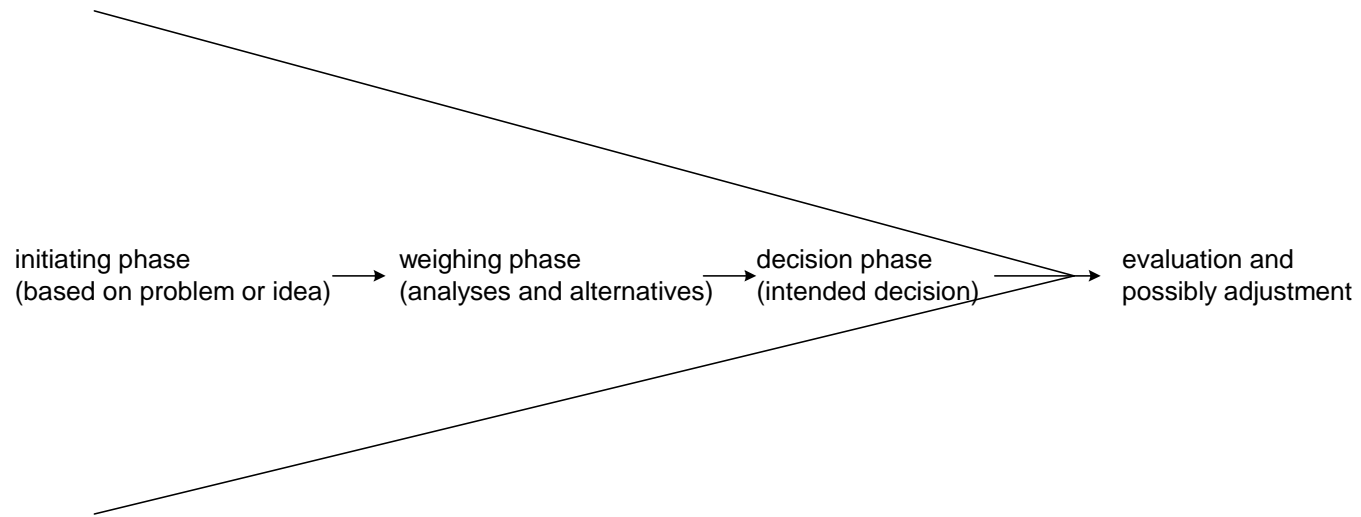 initiating phase
(based on problem or idea)
weighing phase
(analyses and alternatives)
decision phase
(intended decision)
evaluation and
possibly adjustment